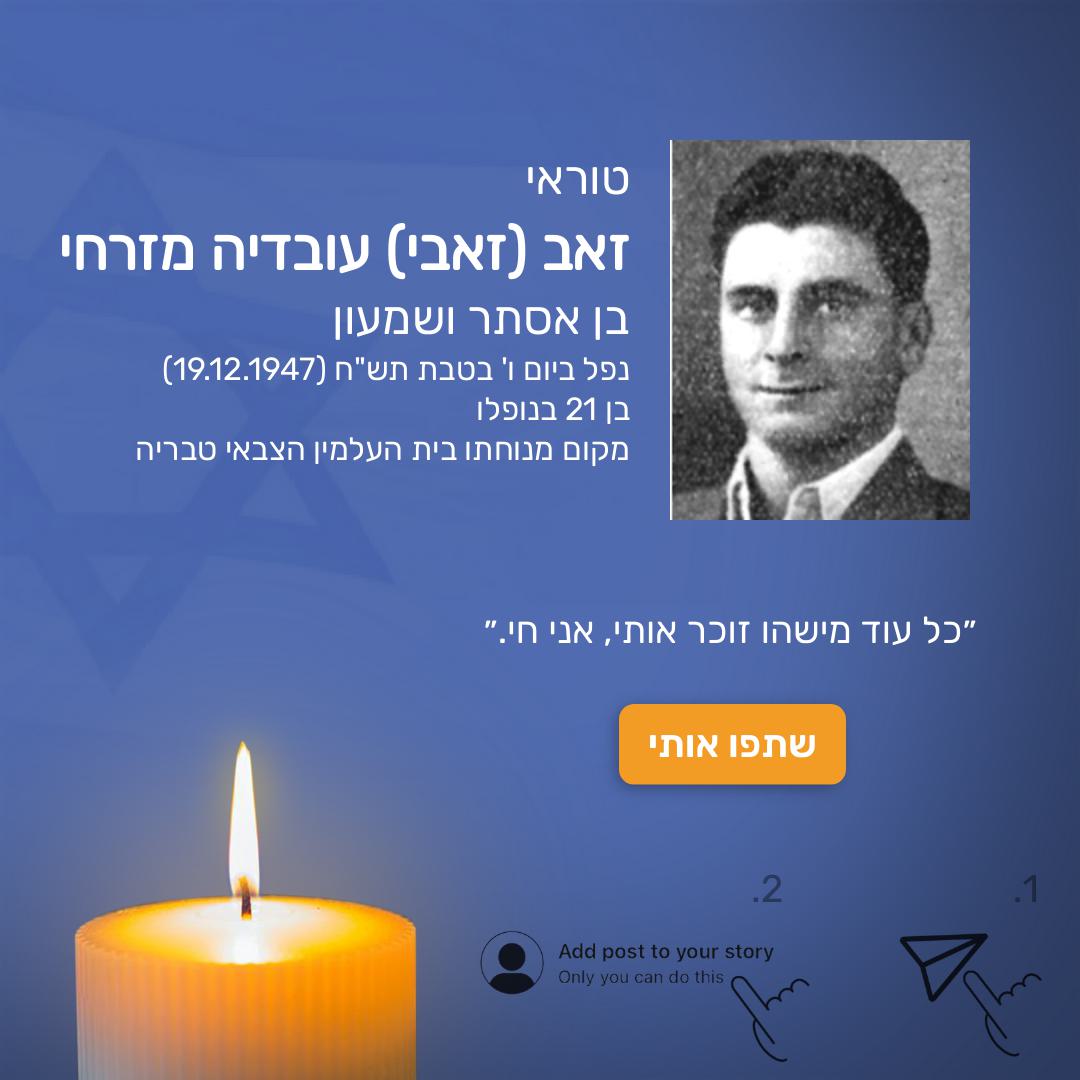 טוראי
זאב (זאבי) עובדיה מזרחי
בן אסתר ושמעון
נפל ביום ו' בטבת תש"ח (19.12.1947)
בן 21 בנופלו
מקום מנוחתו בית העלמין הצבאי טבריה
״כל עוד מישהו זוכר אותי, אני חי.״
שתפו אותי
1.
2.
Add post to your story
Only you can do this